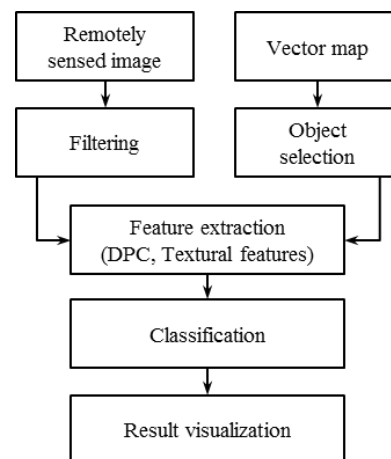 Remotely
sensed image
Vector map
Filtering
Object
selection
Feature extraction
(DPC, Textural features)
Classification
Result visualization